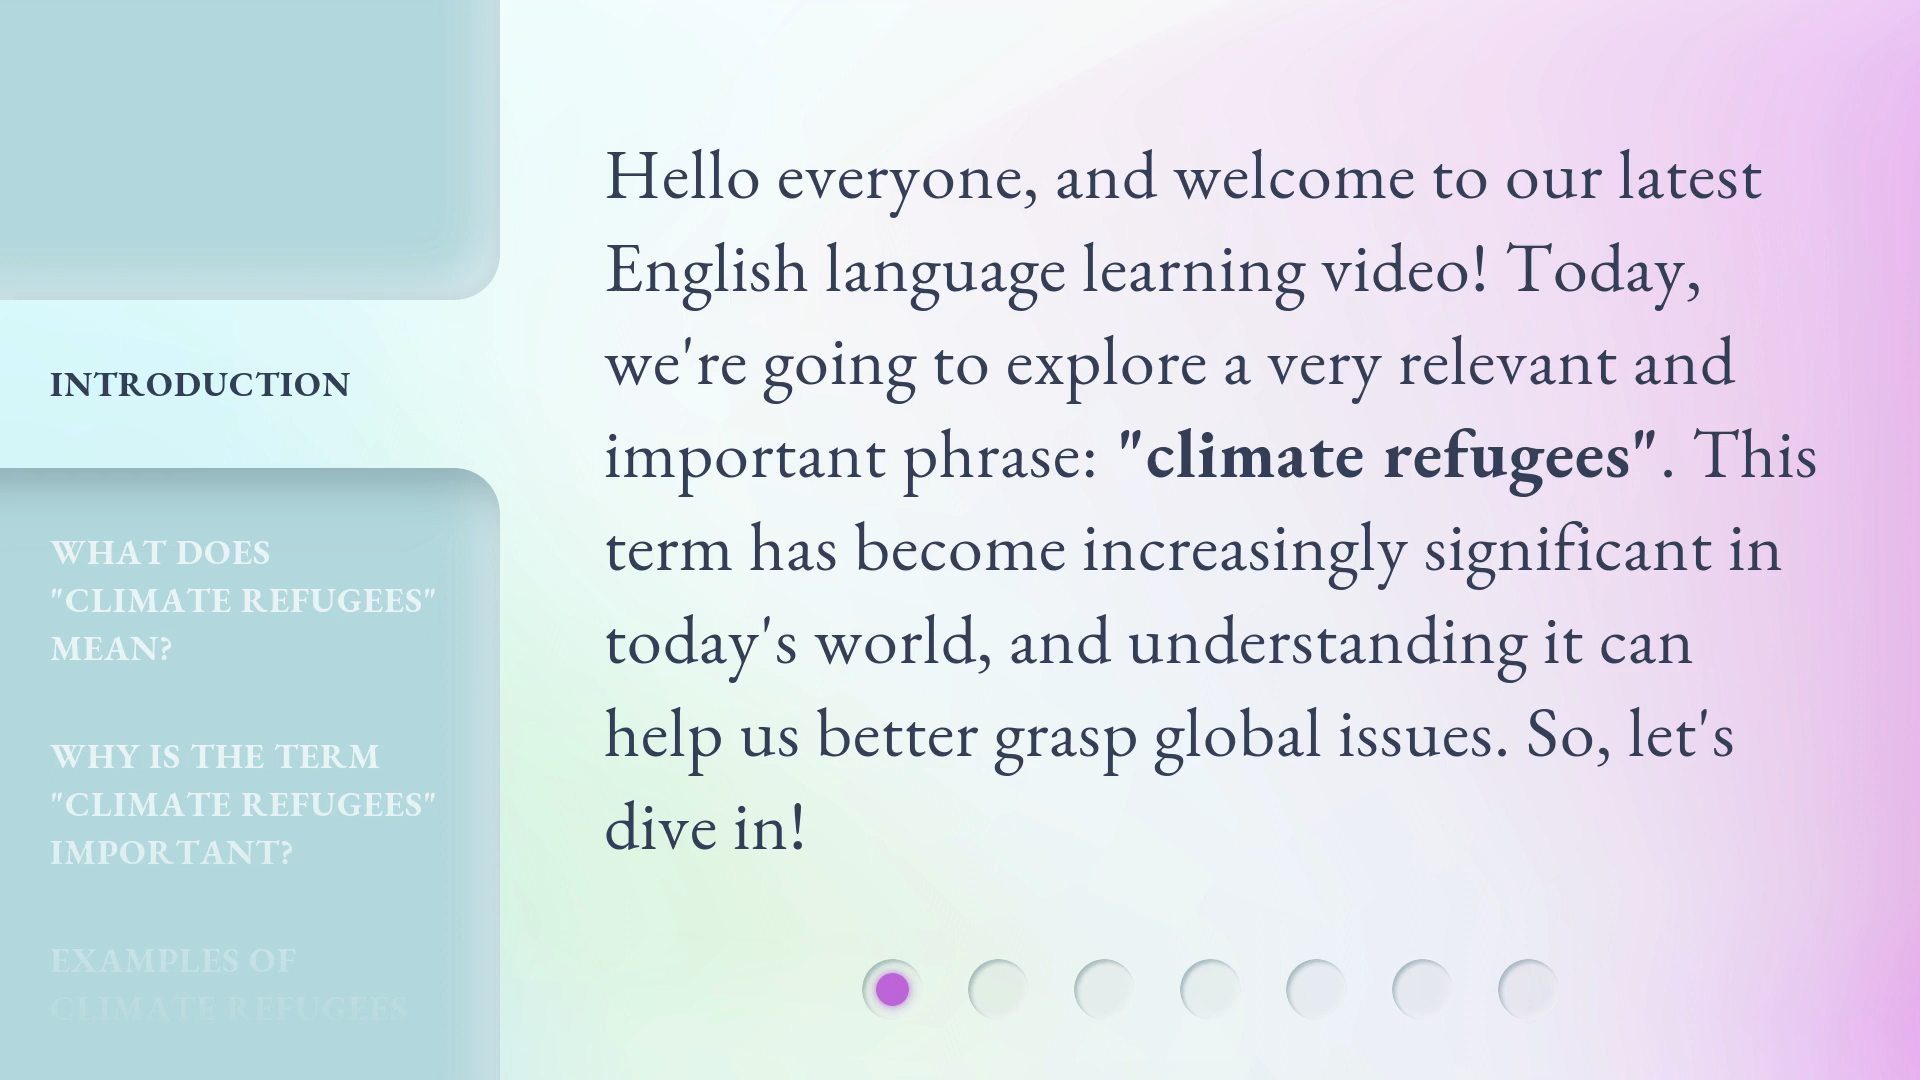 INTRODUCTION
WHAT DOES
"CLIMATE REFUGEES"
MEAN?
WHY IS THE TERM
"CLIMATE REFUGEES"
IMPORTANT?
EXAMPLES OF
CLIMATE REFUGEES
Hello everyone, and welcome to our latest
English language learning video! Today,
we're going to explore a very relevant and
important phrase: "climate refugees". This
term has become increasingly significant in
today's world, and understanding it can
help us better grasp global issues. So, let's
dive in!